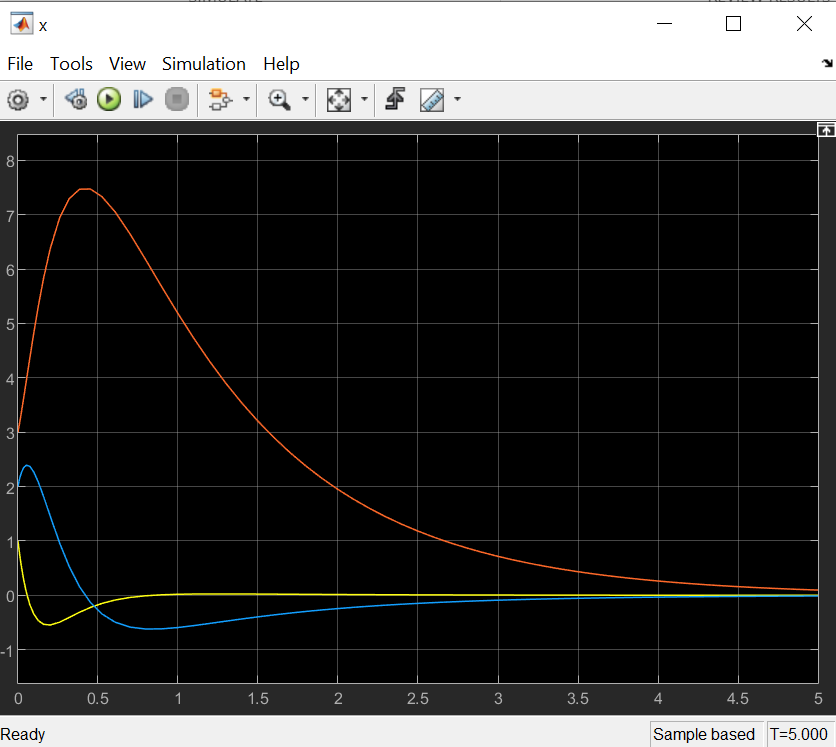 x
File Tools View Simulation Help
8
7
6
5
4
3
2
1
0
-1
0 0.5 1 1.5 2 2.5 3 3.5 4 4.5 5
Ready Sample based T=5.000